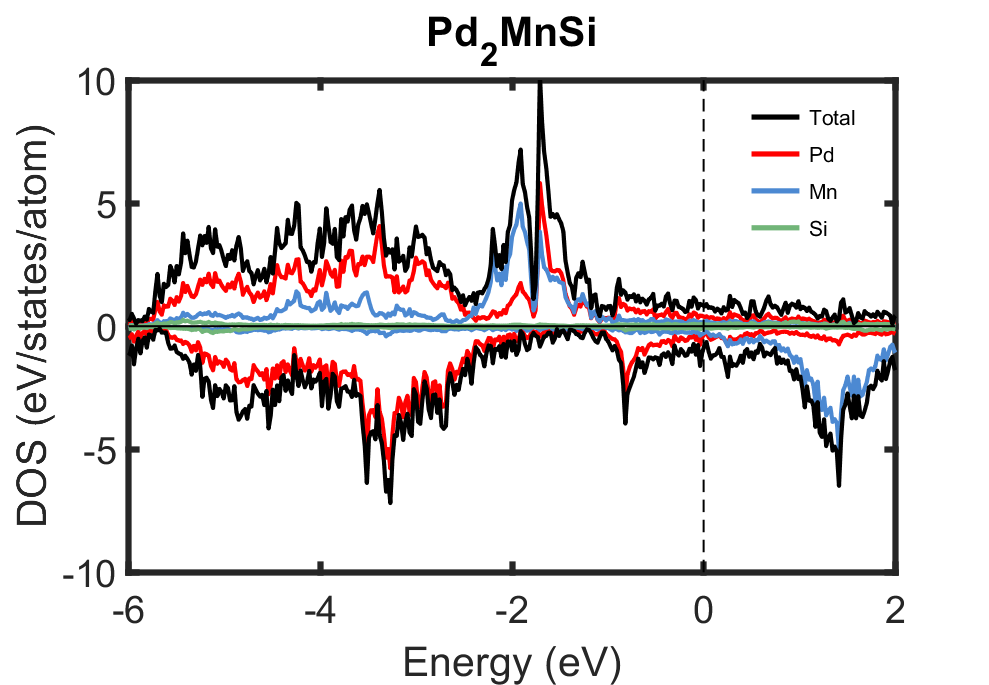 Pd₂MnSi
DOS (eV/states/atom)
10
5
0
-5
-10
Total
Pd
Mn
Si
-6 -4 -2 0 2
Energy (eV)